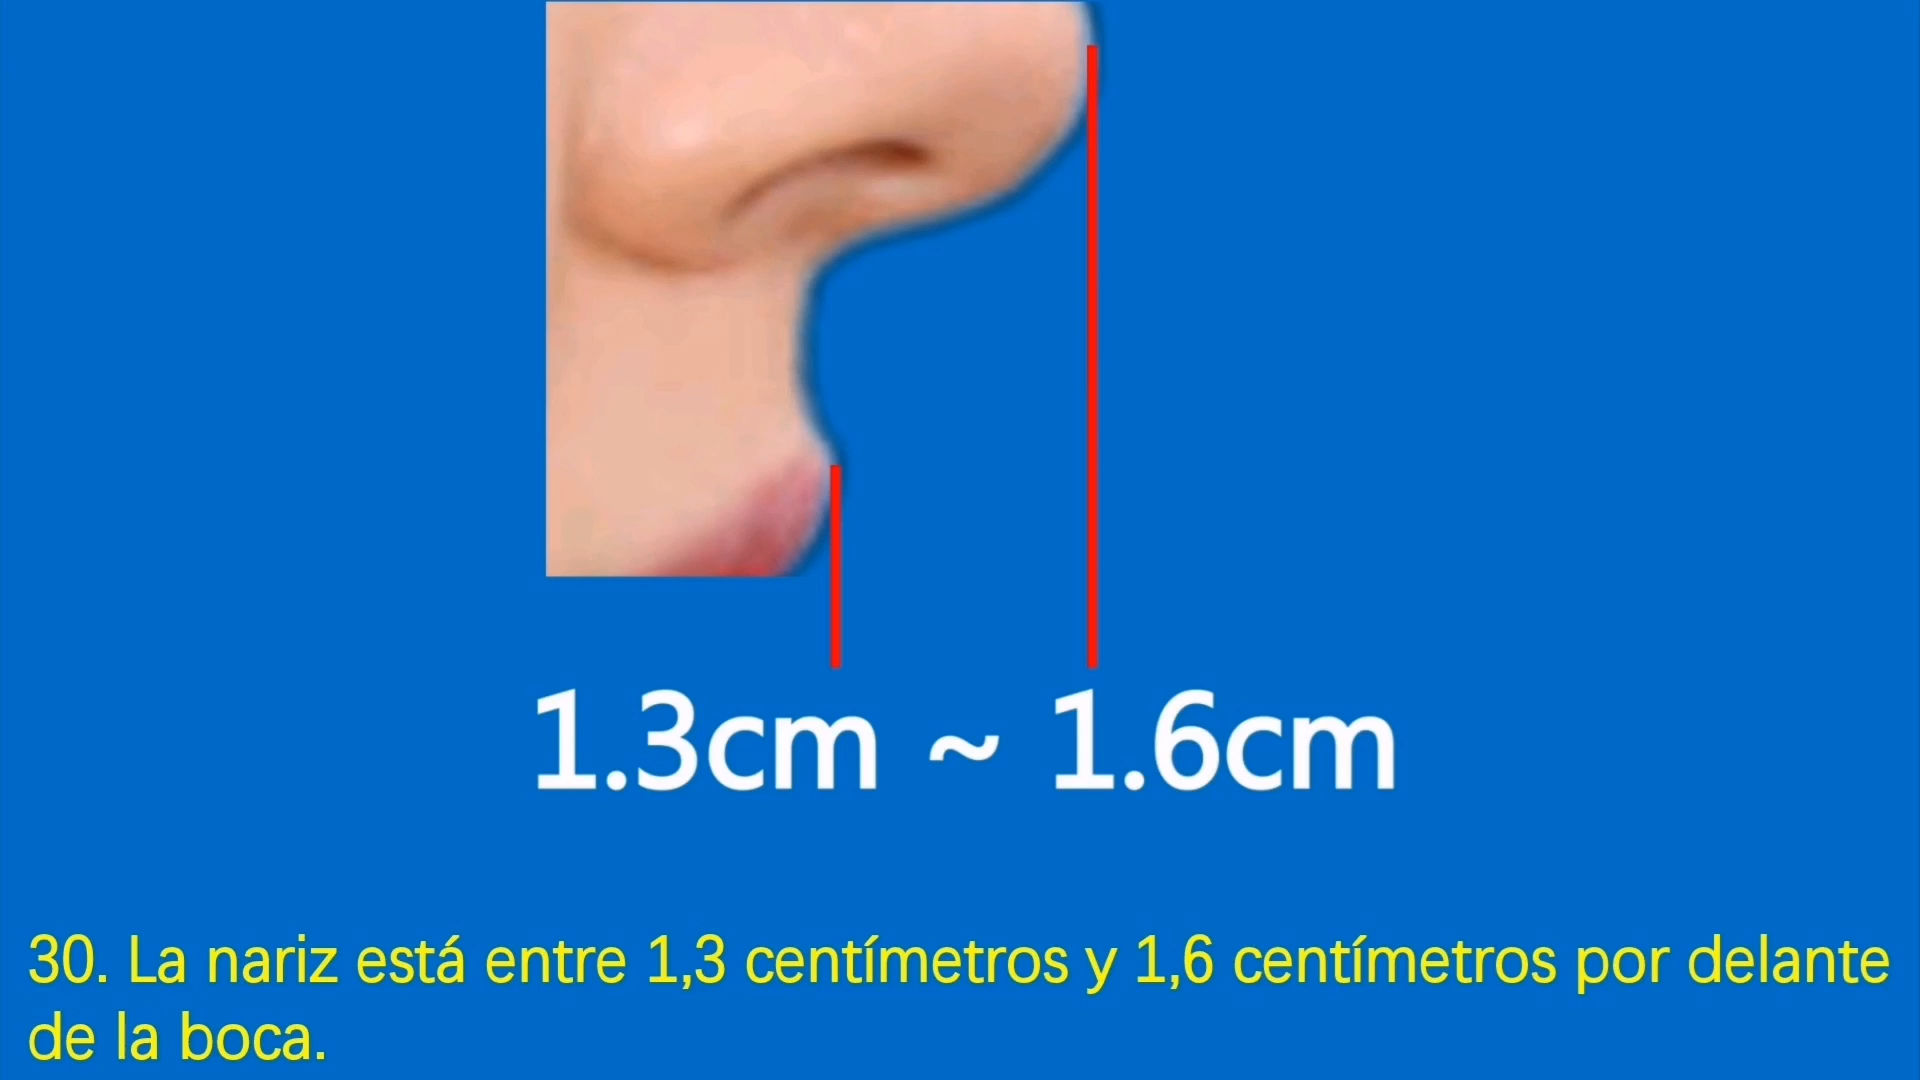 1.3cm ~ 1.6cm
30. La nariz está entre 1,3 centímetros y 1,6 centímetros por delante
de la boca.